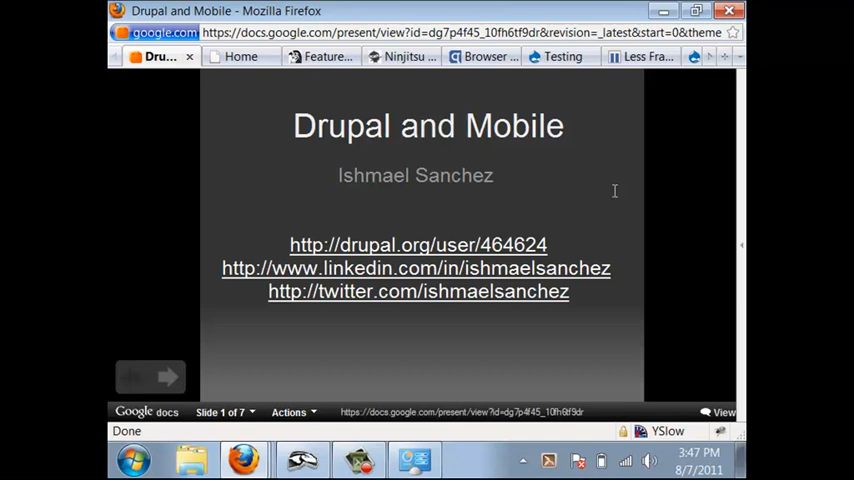 Drupal and Mobile - Mozilla Firefox
google.com https://docs.google.com/present/view?id=dg7p4f45_10fh6tf9dr&revision=_latest&start=0&theme
Dru... Home Feature... Ninjitsu ... Browser ... Testing Less Fra...
Drupal and Mobile
Ishmael Sanchez
http://drupal.org/user/464624
http://www.linkedin.com/in/ishmaelsanchez
http://twitter.com/ishmaelsanchez
Google docs Slide 1 of 7 Actions https://docs.google.com/present/view?id=dg7p4f45_10fh6tf9dr View
Done YSlow
3:47 PM
8/7/2011